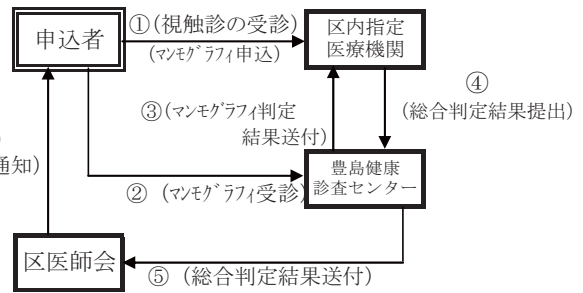 ①(視触診の受診)
(ﾏﾝﾓｸﾞﾗﾌｨ申込)
申込者
区内指定
医療機関
④
(総合判定結果提出)
③(ﾏﾝﾓｸﾞﾗﾌｨ判定
結果送付)
通知)
豊島健康
診査センター
② (ﾏﾝﾓｸﾞﾗﾌｨ受診)
区医師会
⑤ (総合判定結果送付)